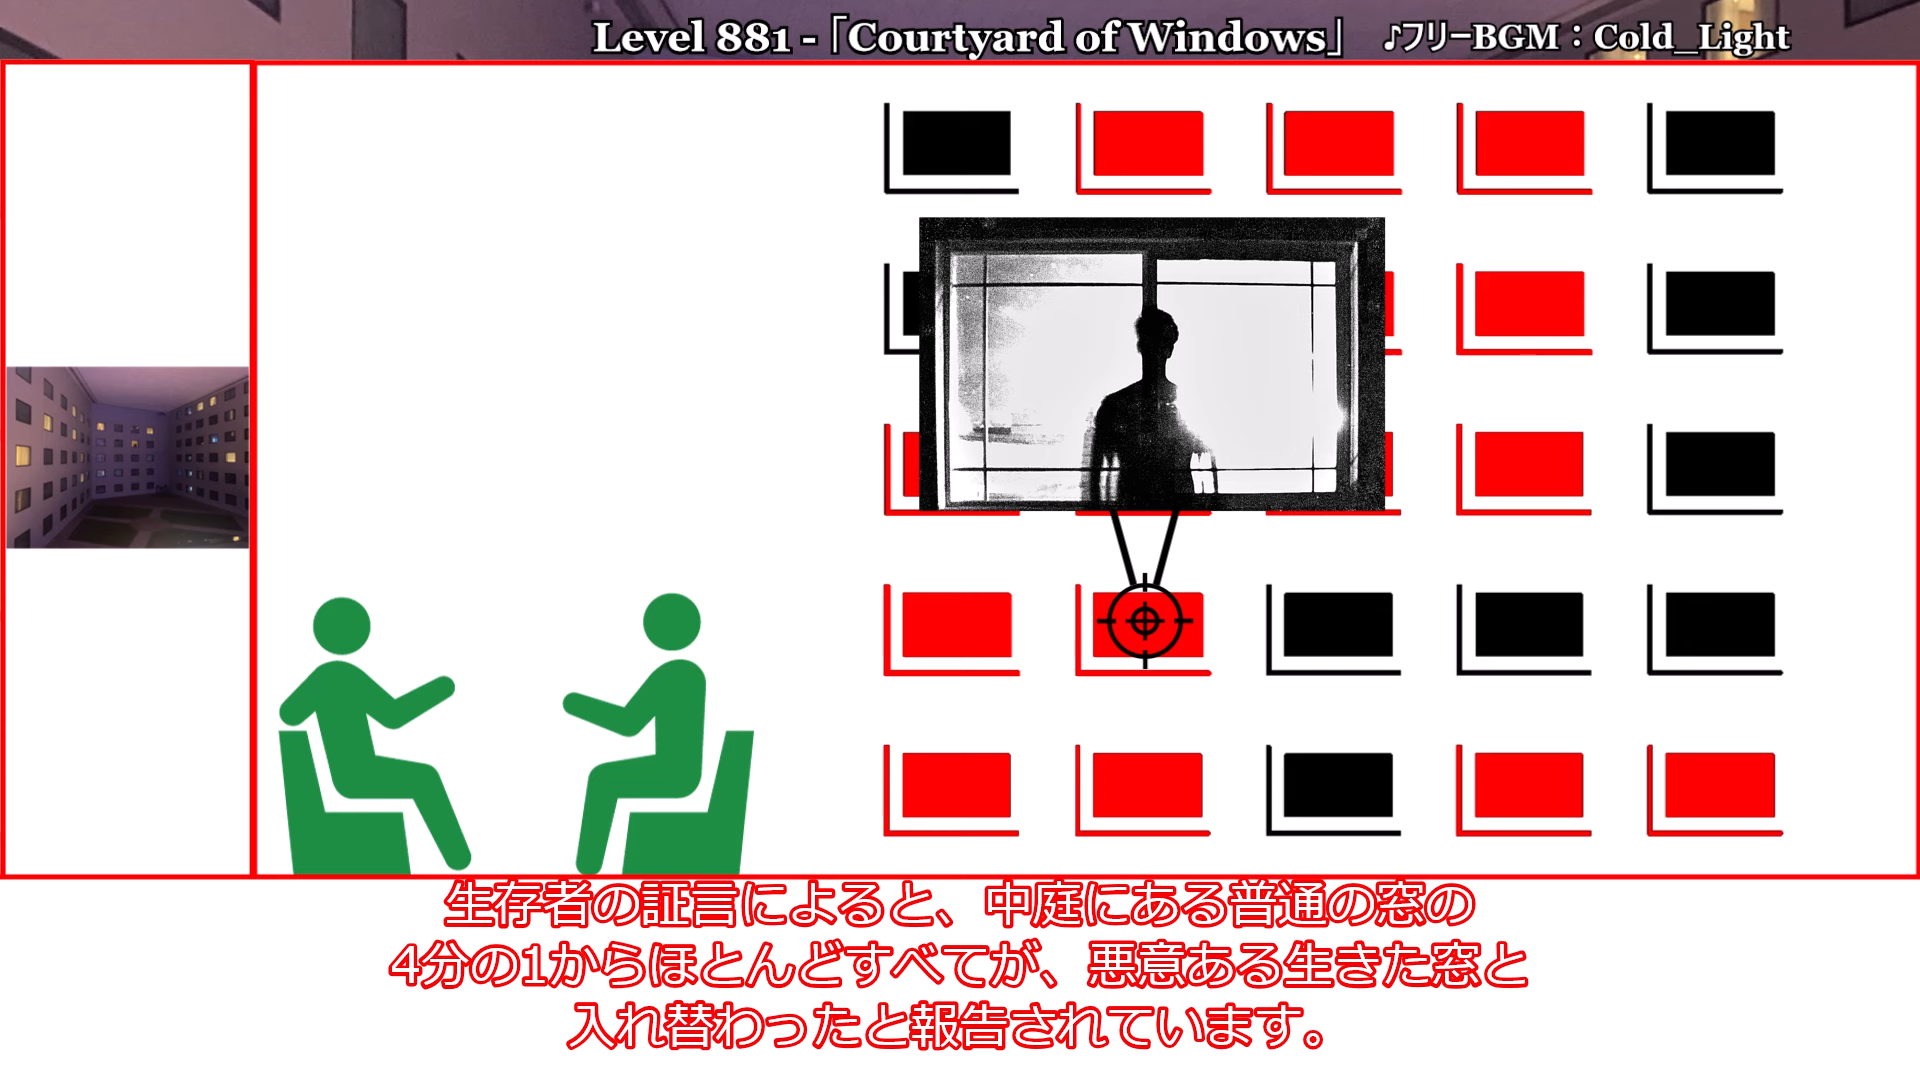 Level 881 -「Courtyard of Windows」 ♪フリーBGM：Cold_Light
生存者の証言によると、中庭にある普通の窓の
4分の1からほとんどすべてが、悪意ある生きた窓と
入れ替わったと報告されています。